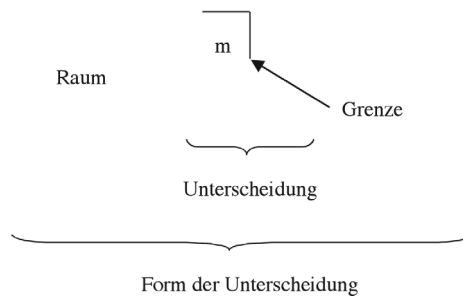 m
Raum
Grenze
Unterscheidung
Form der Unterscheidung